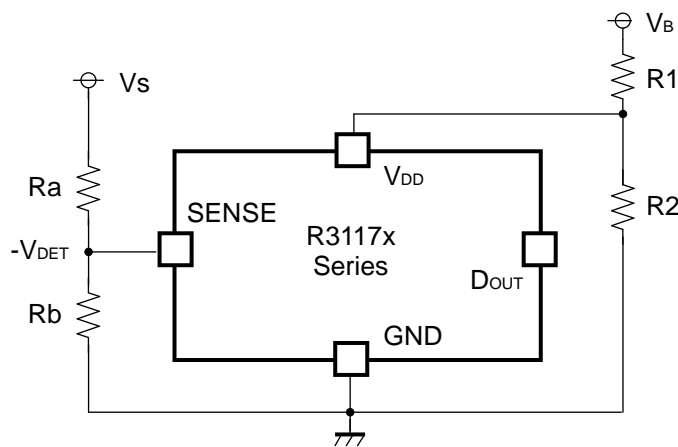 VB
R1
Vs
VDD
Ra
R2
SENSE
R3117x
Series
-VDET
DOUT
Rb
GND